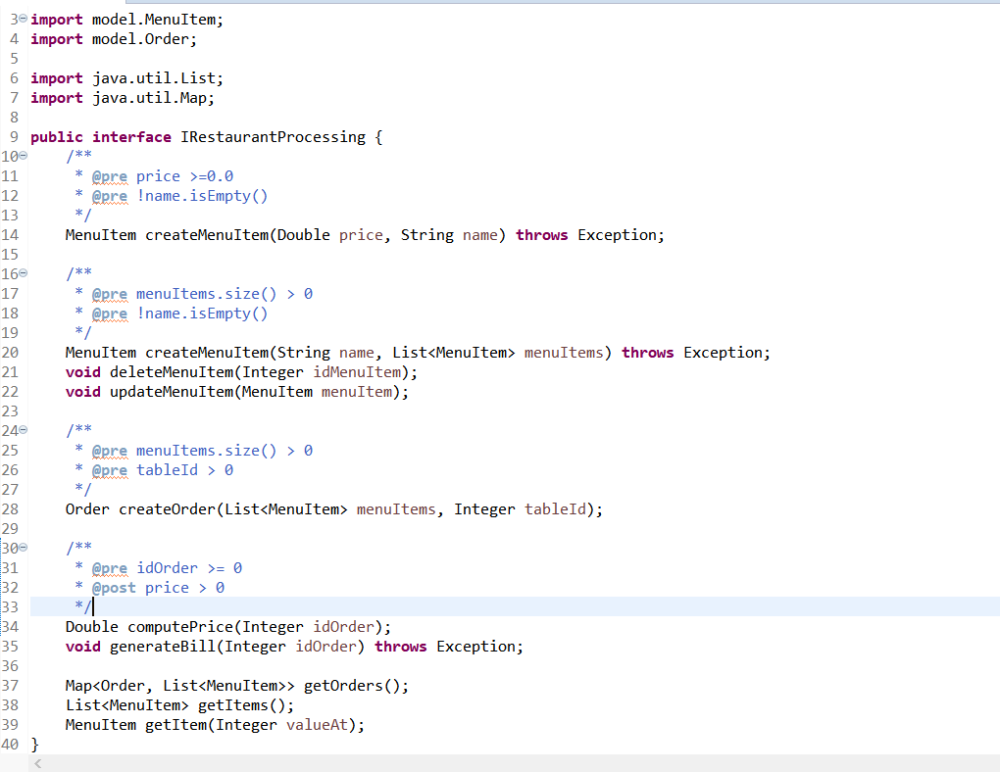 3 import model.MenuItem;
4 import model.Order;
5
6 import java.util.List;
7 import java.util.Map;
8
9 public interface IRestaurantProcessing {
10     /**
11      * @pre price >=0.0
12      * @pre !name.isEmpty()
13      */
14     MenuItem createMenuItem(Double price, String name) throws Exception;
15
16     /**
17      * @pre menuItems.size() > 0
18      * @pre !name.isEmpty()
19      */
20     MenuItem createMenuItem(String name, List<MenuItem> menuItems) throws Exception;
21     void deleteMenuItem(Integer idMenuItem);
22     void updateMenuItem(MenuItem menuItem);
23
24     /**
25      * @pre menuItems.size() > 0
26      * @pre tableId > 0
27      */
28     Order createOrder(List<MenuItem> menuItems, Integer tableId);
29
30     /**
31      * @pre idOrder >= 0
32      * @post price > 0
33      */
34     Double computePrice(Integer idOrder);
35     void generateBill(Integer idOrder) throws Exception;
36
37     Map<Order, List<MenuItem>> getOrders();
38     List<MenuItem> getItems();
39     MenuItem getItem(Integer valueAt);
40 }